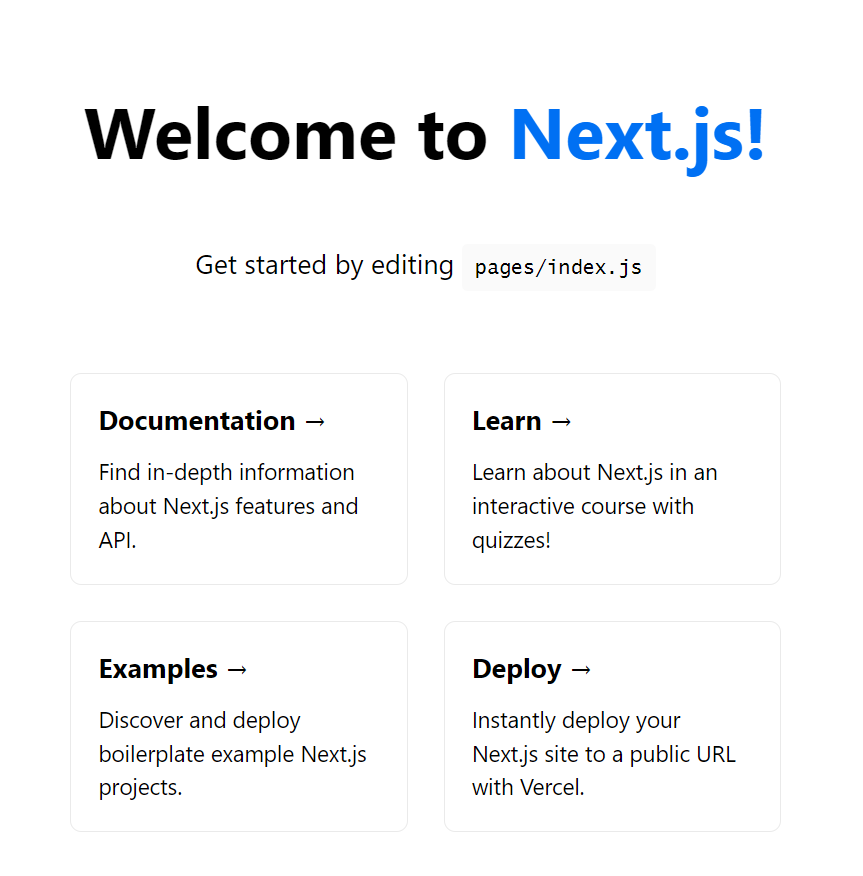 Welcome to Next.js!
Get started by editing pages/index.js
Documentation →
Find in-depth information
about Next.js features and
API.
Learn →
Learn about Next.js in an
interactive course with
quizzes!
Examples →
Discover and deploy
boilerplate example Next.js
projects.
Deploy →
Instantly deploy your
Next.js site to a public URL
with Vercel.